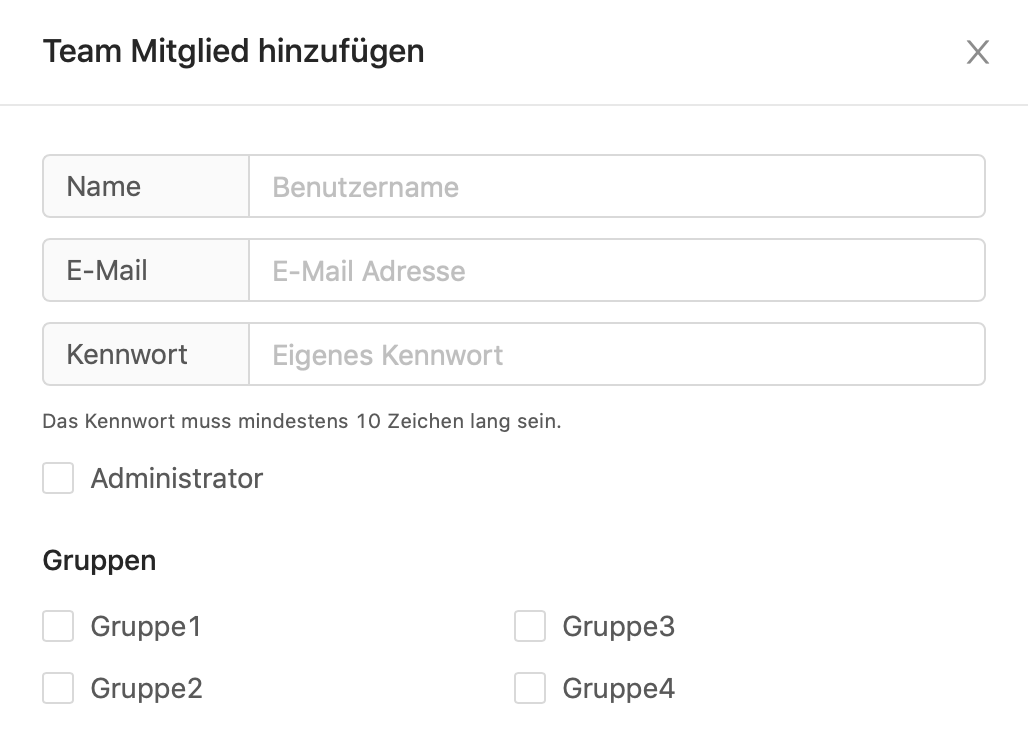 Team Mitglied hinzufügen
Name Benutzername
E-Mail E-Mail Adresse
Kennwort Eigenes Kennwort
Das Kennwort muss mindestens 10 Zeichen lang sein.
Administrator
Gruppen
Gruppe1 Gruppe3
Gruppe2 Gruppe4